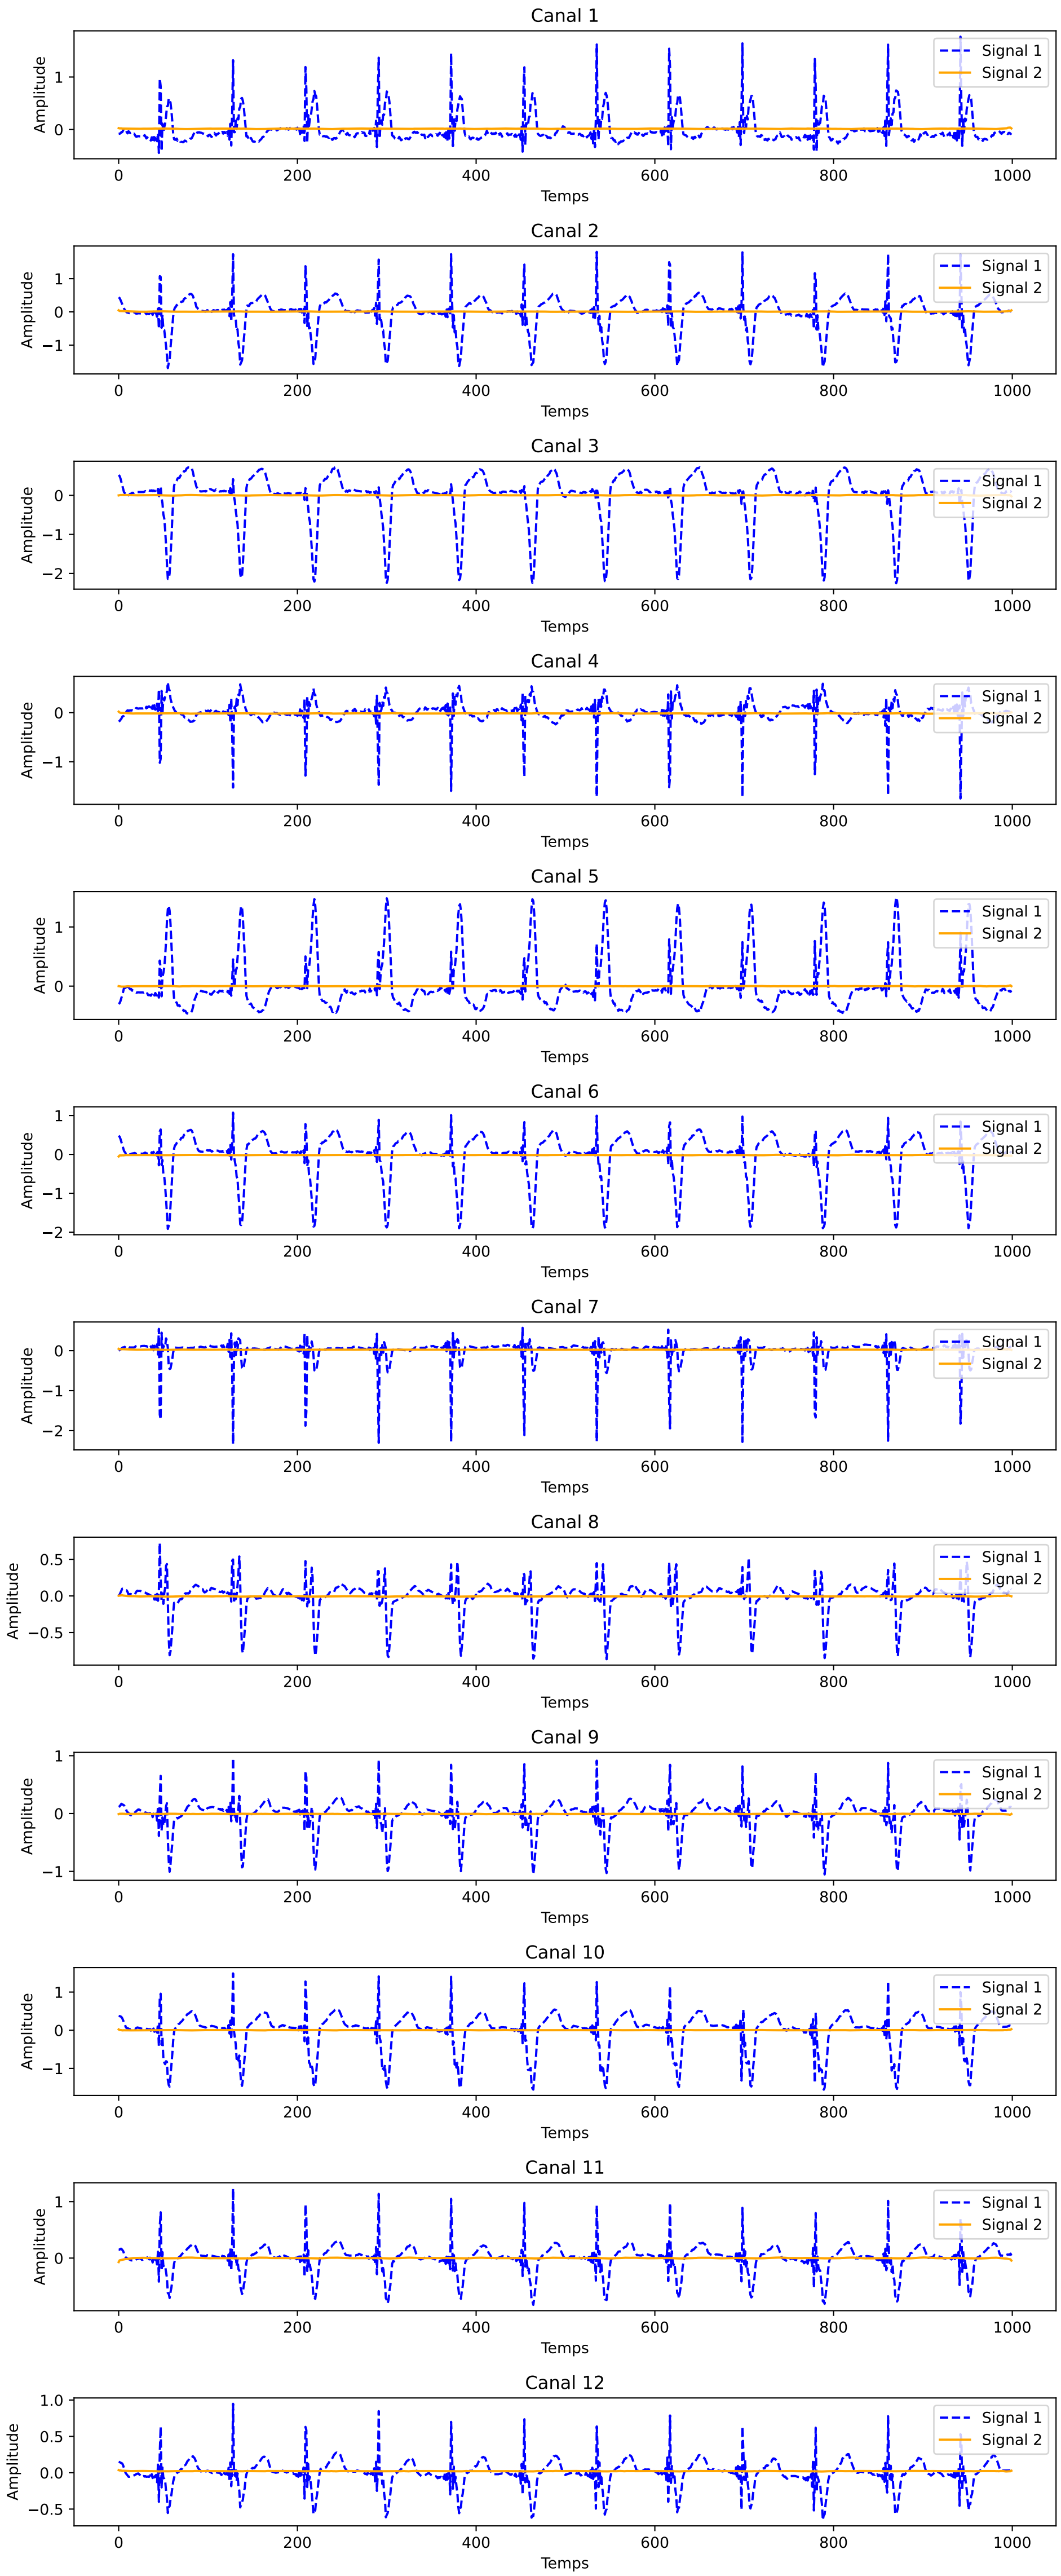 Canal 1
Amplitude
1
0
Signal 1
Signal 2
0 200 400 600 800 1000
Temps
Canal 2
Amplitude
1
0
−1
Signal 1
Signal 2
0 200 400 600 800 1000
Temps
Canal 3
Amplitude
0
−1
−2
Signal 1
Signal 2
0 200 400 600 800 1000
Temps
Canal 4
Amplitude
0
−1
Signal 1
Signal 2
0 200 400 600 800 1000
Temps
Canal 5
Amplitude
1
0
Signal 1
Signal 2
0 200 400 600 800 1000
Temps
Canal 6
Amplitude
1
0
−1
−2
Signal 1
Signal 2
0 200 400 600 800 1000
Temps
Canal 7
Amplitude
0
−1
−2
Signal 1
Signal 2
0 200 400 600 800 1000
Temps
Canal 8
Amplitude
0.5
0.0
−0.5
Signal 1
Signal 2
0 200 400 600 800 1000
Temps
Canal 9
Amplitude
1
0
−1
Signal 1
Signal 2
0 200 400 600 800 1000
Temps
Canal 10
Amplitude
1
0
−1
Signal 1
Signal 2
0 200 400 600 800 1000
Temps
Canal 11
Amplitude
1
0
Signal 1
Signal 2
0 200 400 600 800 1000
Temps
Canal 12
Amplitude
1.0
0.5
0.0
−0.5
Signal 1
Signal 2
0 200 400 600 800 1000
Temps